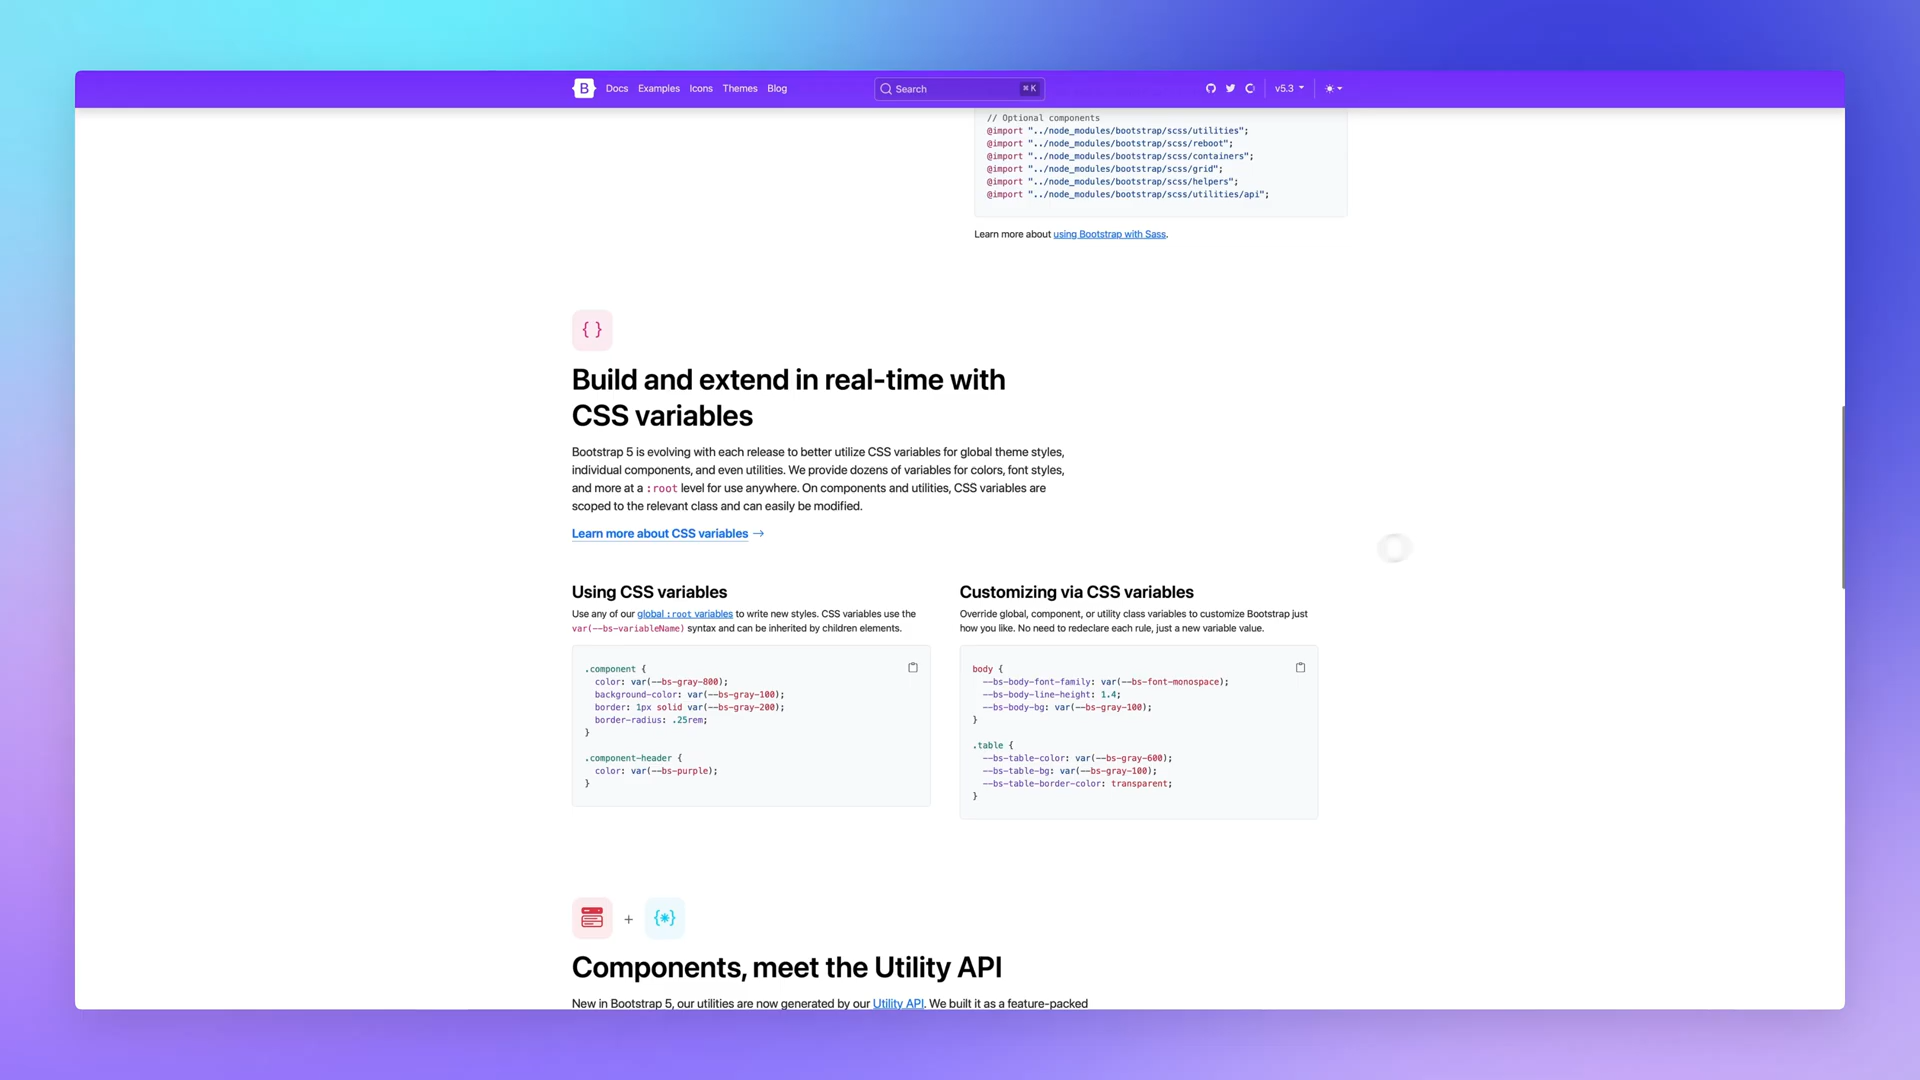 B Docs Examples Icons Themes Blog Search ⌘ K v5.3
// Optional components
@import "../node_modules/bootstrap/scss/utilities";
@import "../node_modules/bootstrap/scss/reboot";
@import "../node_modules/bootstrap/scss/containers";
@import "../node_modules/bootstrap/scss/grid";
@import "../node_modules/bootstrap/scss/helpers";
@import "../node_modules/bootstrap/scss/utilities/api";
Learn more about using Bootstrap with Sass.
{ }
Build and extend in real-time with
CSS variables
Bootstrap 5 is evolving with each release to better utilize CSS variables for global theme styles,
individual components, and even utilities. We provide dozens of variables for colors, font styles,
and more at a :root level for use anywhere. On components and utilities, CSS variables are
scoped to the relevant class and can easily be modified.
Learn more about CSS variables →
Using CSS variables
Use any of our global :root variables to write new styles. CSS variables use the
var(--bs-variableName) syntax and can be inherited by children elements.
.component {
color: var(--bs-gray-800);
background-color: var(--bs-gray-100);
border: 1px solid var(--bs-gray-200);
border-radius: .25rem;
}
.component-header {
color: var(--bs-purple);
}
Customizing via CSS variables
Override global, component, or utility class variables to customize Bootstrap just
how you like. No need to redeclare each rule, just a new variable value.
body {
--bs-body-font-family: var(--bs-font-monospace);
--bs-body-line-height: 1.4;
--bs-body-bg: var(--bs-gray-100);
}
.table {
--bs-table-color: var(--bs-gray-600);
--bs-table-bg: var(--bs-gray-100);
--bs-table-border-color: transparent;
}
+ {*}
Components, meet the Utility API
New in Bootstrap 5, our utilities are now generated by our Utility API. We built it as a feature-packed